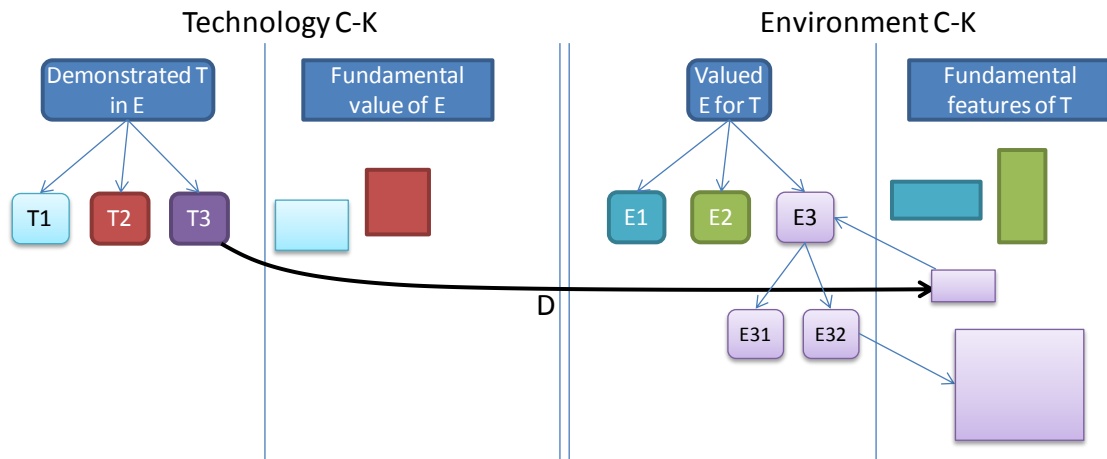 Technology C-K
Environment C-K
Demonstrated T
in E
Fundamental
value of E
Valued
E for T
Fundamental
features of T
T1
T2
T3
E1
E2
E3
D
E31
E32